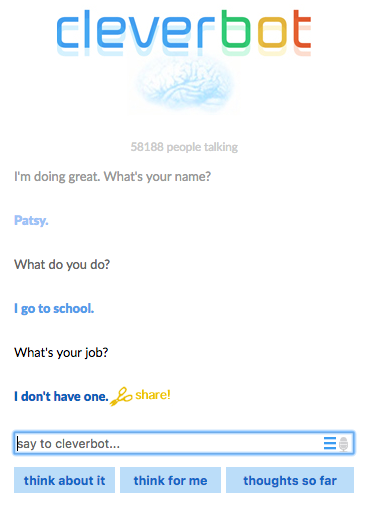 cleverbot
58188 people talking
I'm doing great. What's your name?
Patsy.
What do you do?
I go to school.
What's your job?
I don't have one. share!
say to cleverbot...
think about it think for me thoughts so far